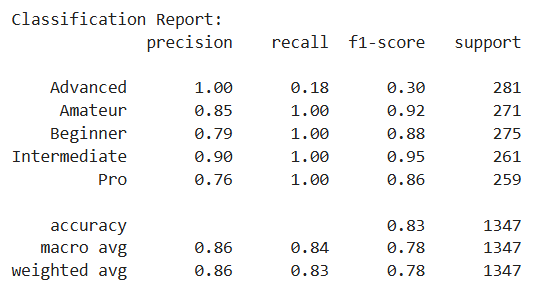 Classification Report:
precision recall f1-score support
Advanced 1.00 0.18 0.30 281
Amateur 0.85 1.00 0.92 271
Beginner 0.79 1.00 0.88 275
Intermediate 0.90 1.00 0.95 261
Pro 0.76 1.00 0.86 259
accuracy 0.83 1347
macro avg 0.86 0.84 0.78 1347
weighted avg 0.86 0.83 0.78 1347